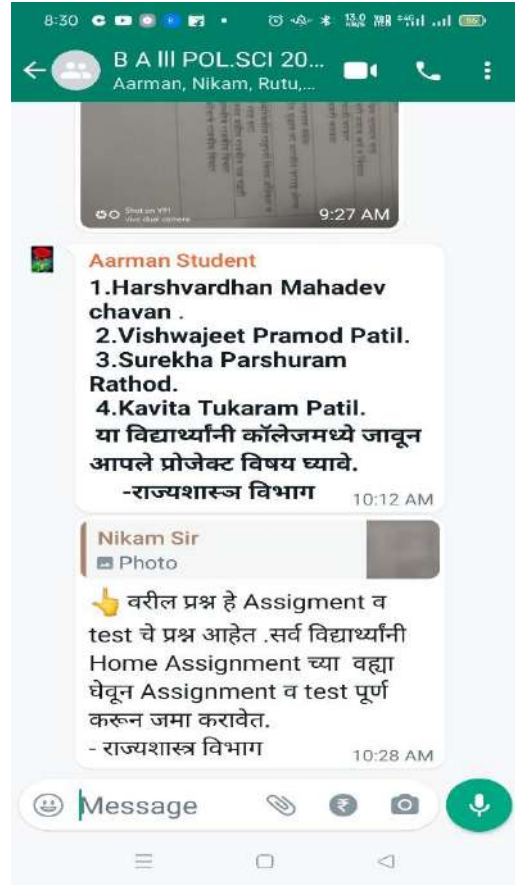 8:30
13.0
56
B A III POL.SCI 20...
Aarman, Nikam, Rutu,...
Shot on Y91
vivo dual camera
9:27 AM
Aarman Student
1.Harshvardhan Mahadev
chavan .
2.Vishwajeet Pramod Patil.
3.Surekha Parshuram
Rathod.
4.Kavita Tukaram Patil.
या विद्यार्थ्यांनी कॉलेजमध्ये जावून
आपले प्रोजेक्ट विषय घ्यावे.
-राज्यशास्त्र विभाग
10:12 AM
Nikam Sir
Photo
👆 वरील प्रश्न हे Assigment व
test चे प्रश्न आहेत .सर्व विद्यार्थ्यांनी
Home Assignment च्या वह्या
घेवून Assignment व test पुर्ण
करून जमा करावेत.
- राज्यशास्त्र विभाग
10:28 AM
Message